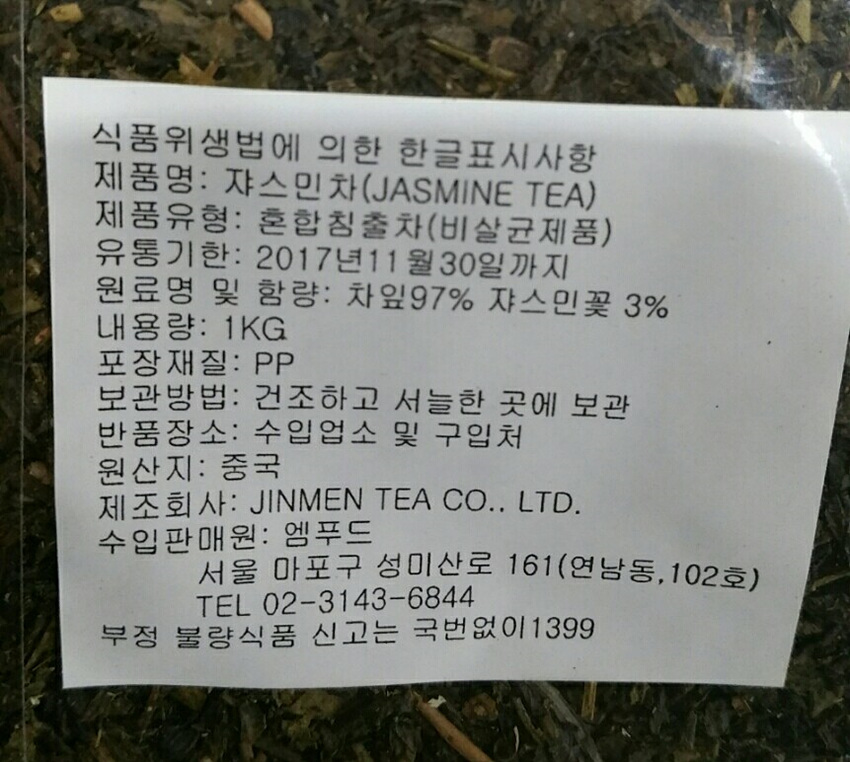 식품위생법에 의한 한글표시사항
제품명: 쟈스민차(JASMINE TEA)
제품유형: 혼합침출차(비살균제품)
유통기한: 2017년11월30일까지
원료명 및 함량: 차잎97% 쟈스민꽃 3%
내용량: 1KG
포장재질: PP
보관방법: 건조하고 서늘한 곳에 보관
반품장소: 수입업소 및 구입처
원산지: 중국
제조회사: JINMEN TEA CO.. LTD.
수입판매원: 엠푸드
서울 마포구 성미산로 161(연남동,102호)
TEL 02-3143-6844
부정 불량식품 신고는 국번없이1399